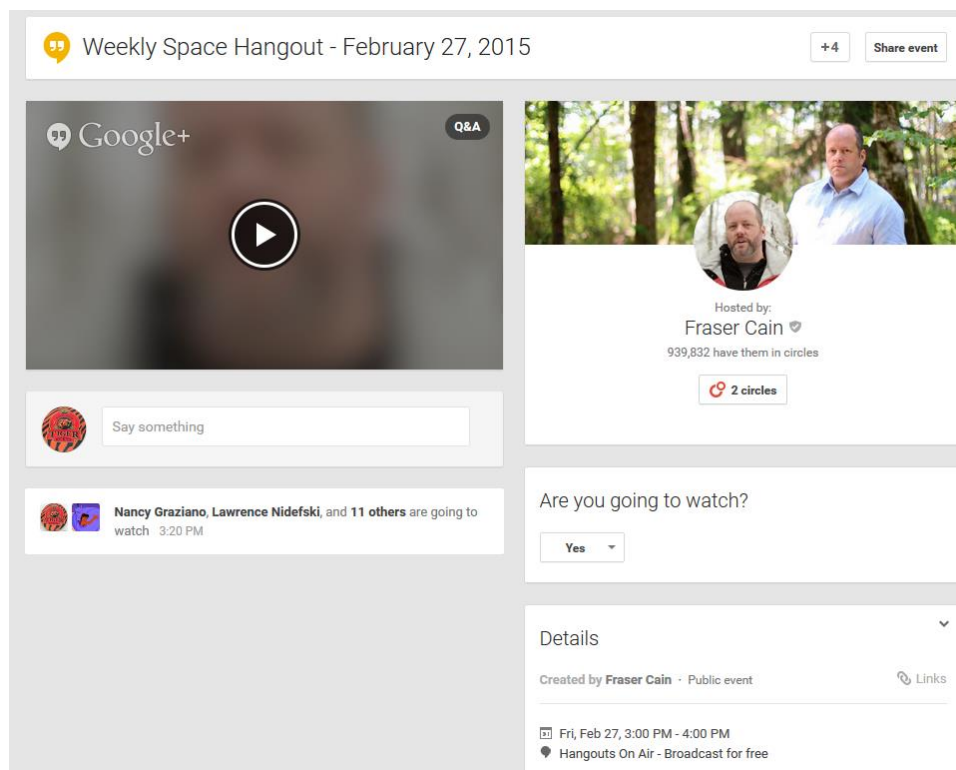 Weekly Space Hangout - February 27, 2015
+4
Share event
Google+
Q&A
Hosted by:
Fraser Cain
939,832 have them in circles
2 circles
TIGER
Say something
Nancy Graziano, Lawrence Nidefski, and 11 others are going to
watch 3:20 PM
Are you going to watch?
Yes
Details
Created by Fraser Cain · Public event
Links
Fri, Feb 27, 3:00 PM - 4:00 PM
Hangouts On Air - Broadcast for free